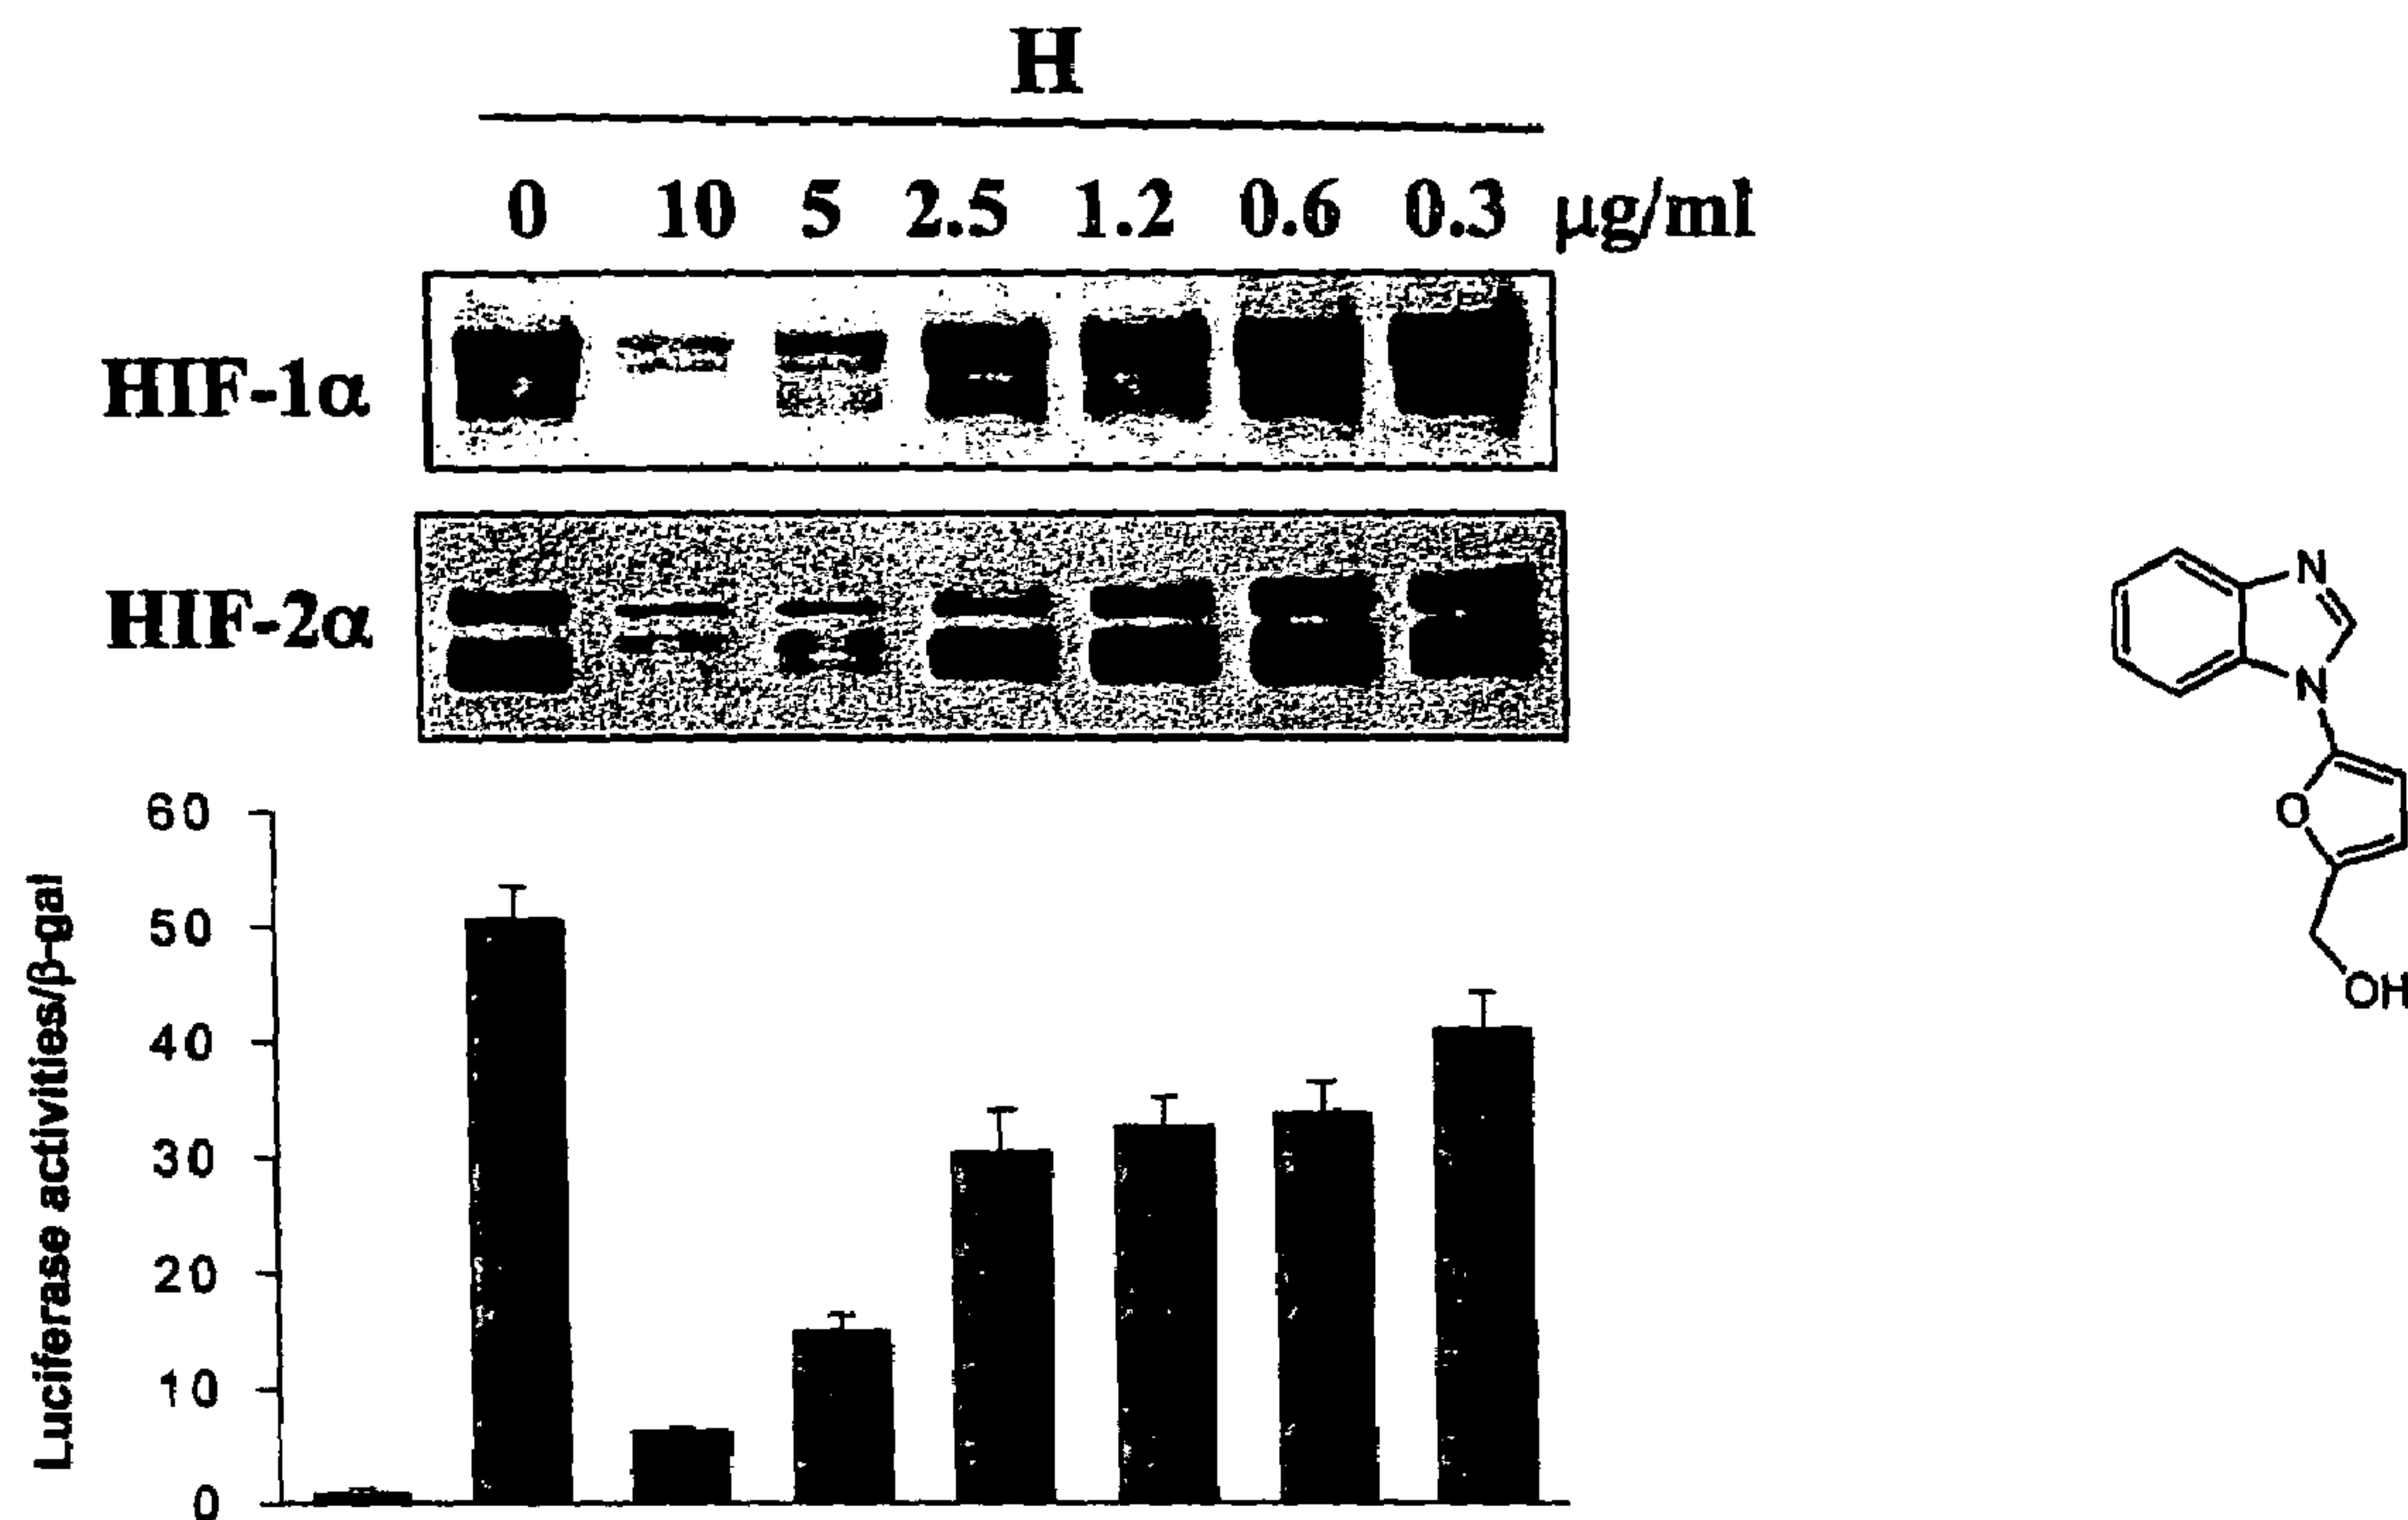 H
0 10 5 2.5 1.2 0.6 0.3 μg/ml
HIF-1α
HIF-2α
Luciferase activities/β-gal
60
50
40
30
20
10
0
N
N
O
OH